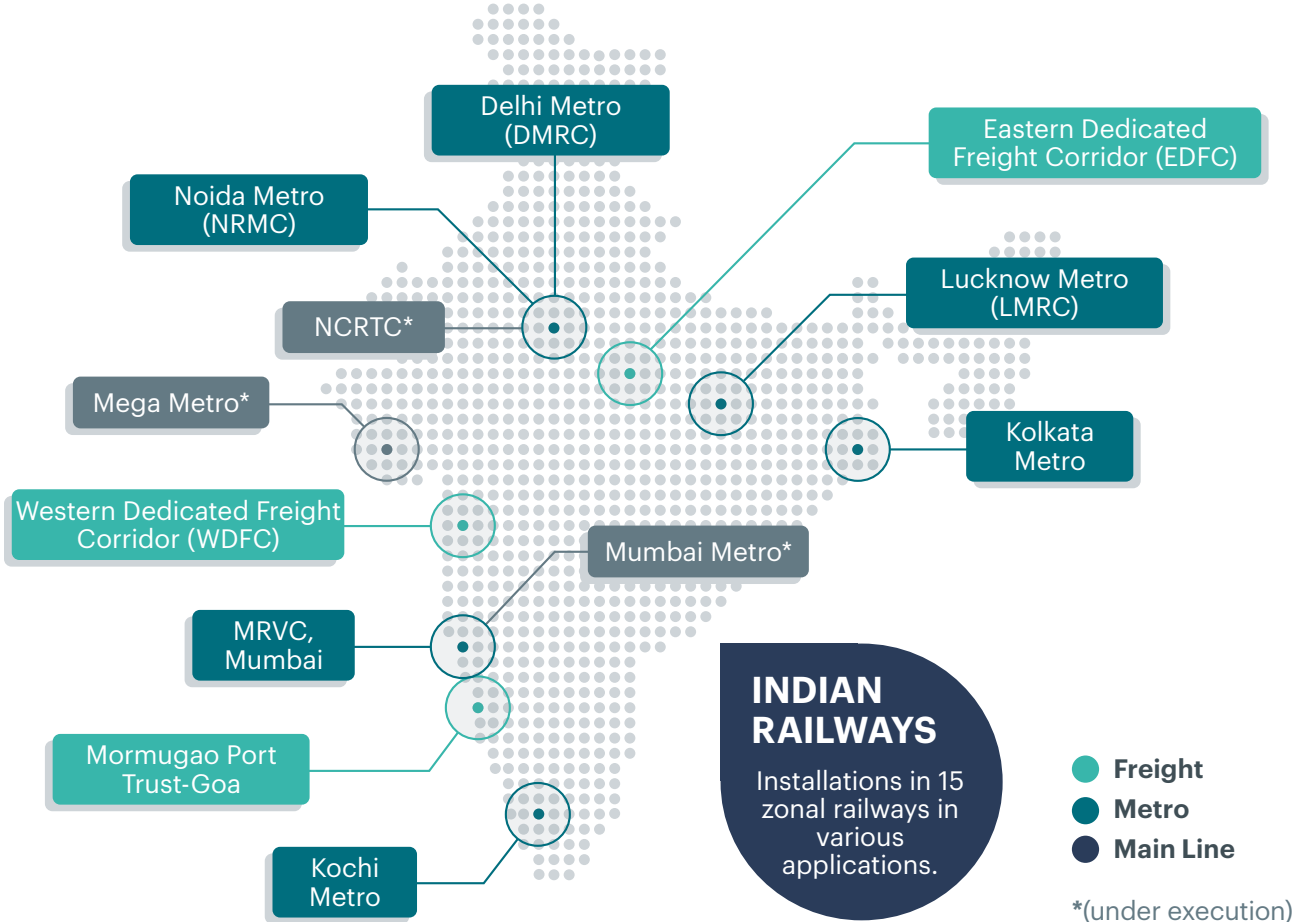 Delhi Metro
(DMRC)
Eastern Dedicated
Freight Corridor (EDFC)
Noida Metro
(NRMC)
Lucknow Metro
(LMRC)
NCRTC*
Mega Metro*
Kolkata
Metro
Western Dedicated Freight
Corridor (WDFC)
Mumbai Metro*
MRVC,
Mumbai
Mormugao Port
Trust-Goa
Kochi
Metro
INDIAN
RAILWAYS
Installations in 15
zonal railways in
various
applications.
Freight
Metro
Main Line
*(under execution)